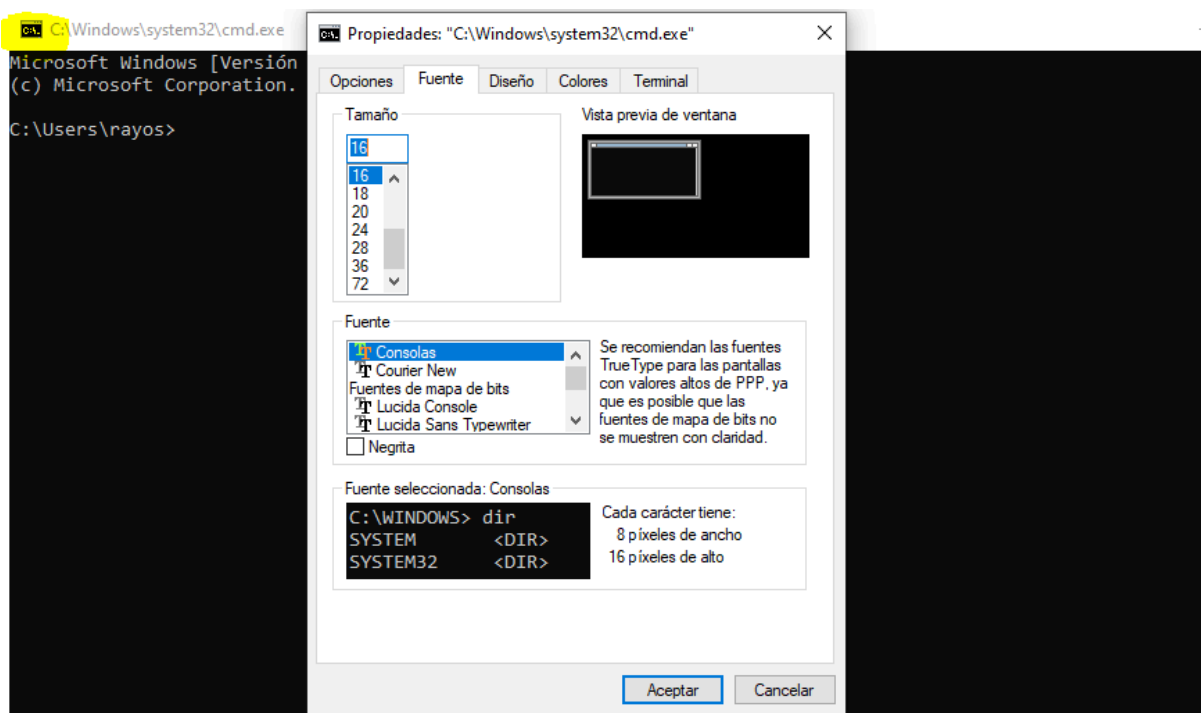 C:\Windows\system32\cmd.exe
Microsoft Windows [Versión
(c) Microsoft Corporation.
C:\Users\rayos>
Propiedades: "C:\Windows\system32\cmd.exe"
Opciones Fuente Diseño Colores Terminal
Tamaño
16
16
18
20
24
28
36
72
Vista previa de ventana
Fuente
Consolas
Courier New
Fuentes de mapa de bits
Lucida Console
Lucida Sans Typewriter
Negrita
Se recomiendan las fuentes
TrueType para las pantallas
con valores altos de PPP, ya
que es posible que las
fuentes de mapa de bits no
se muestren con claridad.
Fuente seleccionada: Consolas
C:\WINDOWS> dir
SYSTEM <DIR>
SYSTEM32 <DIR>
Cada carácter tiene:
8 píxeles de ancho
16 píxeles de alto
Aceptar Cancelar